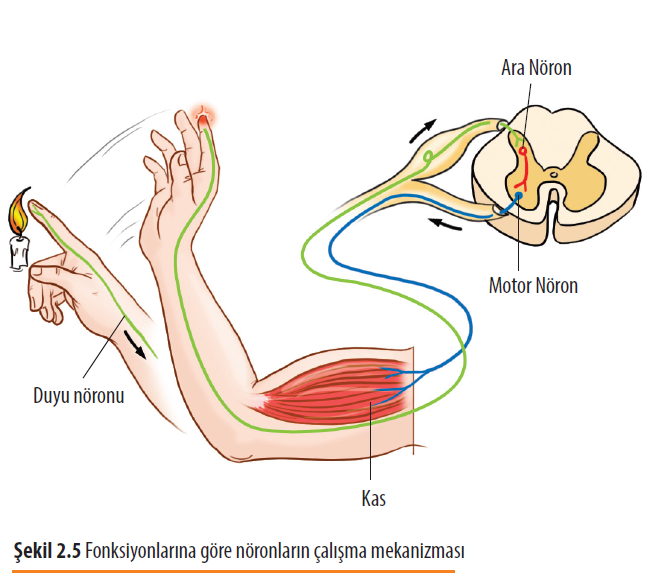 Ara Nöron
Motor Nöron
Duyu nöronu
Kas
Şekil 2.5 Fonksiyonlarına göre nöronların çalışma mekanizması